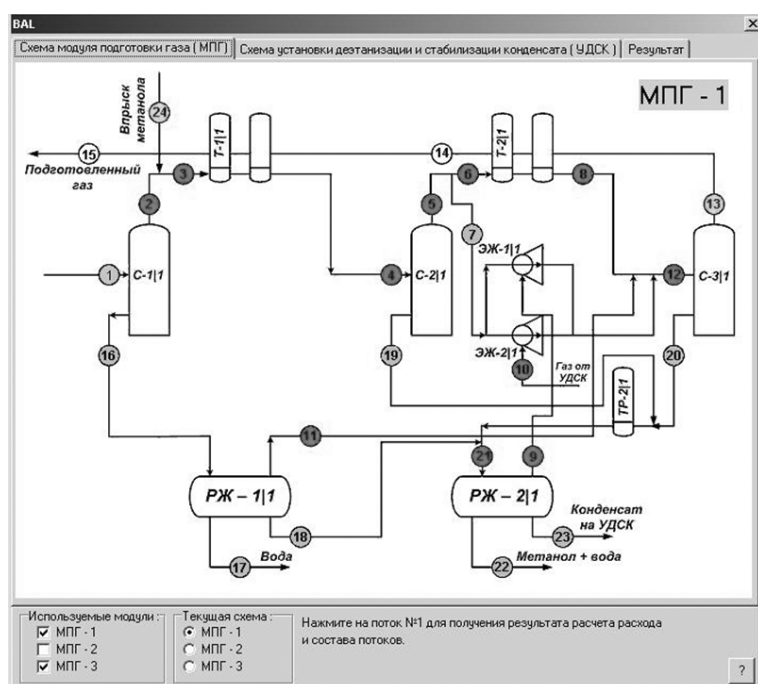 BAL
Схема модуля подготовки газа ( МПГ)
Схема установки деэтанизации и стабилизации конденсата ( УДСК )
Результат
МПГ - 1
Впрыск
метанола
24
15
Подготовленный
газ
2
3
Т-1|1
14
Т-2|1
5
6
7
8
13
1
С-1|1
4
С-2|1
ЭЖ-1|1
12
С-3|1
16
19
ЭЖ-2|1
10
Газ от
УДСК
20
ТР-2|1
11
21
9
РЖ – 1|1
РЖ – 2|1
18
Конденсат
на УДСК
23
17
Вода
22
Метанол + вода
Используемые модули :
МПГ - 1
МПГ - 2
МПГ - 3
Текущая схема :
МПГ - 1
МПГ - 2
МПГ - 3
Нажмите на поток №1 для получения результата расчета расхода
и состава потоков.
?